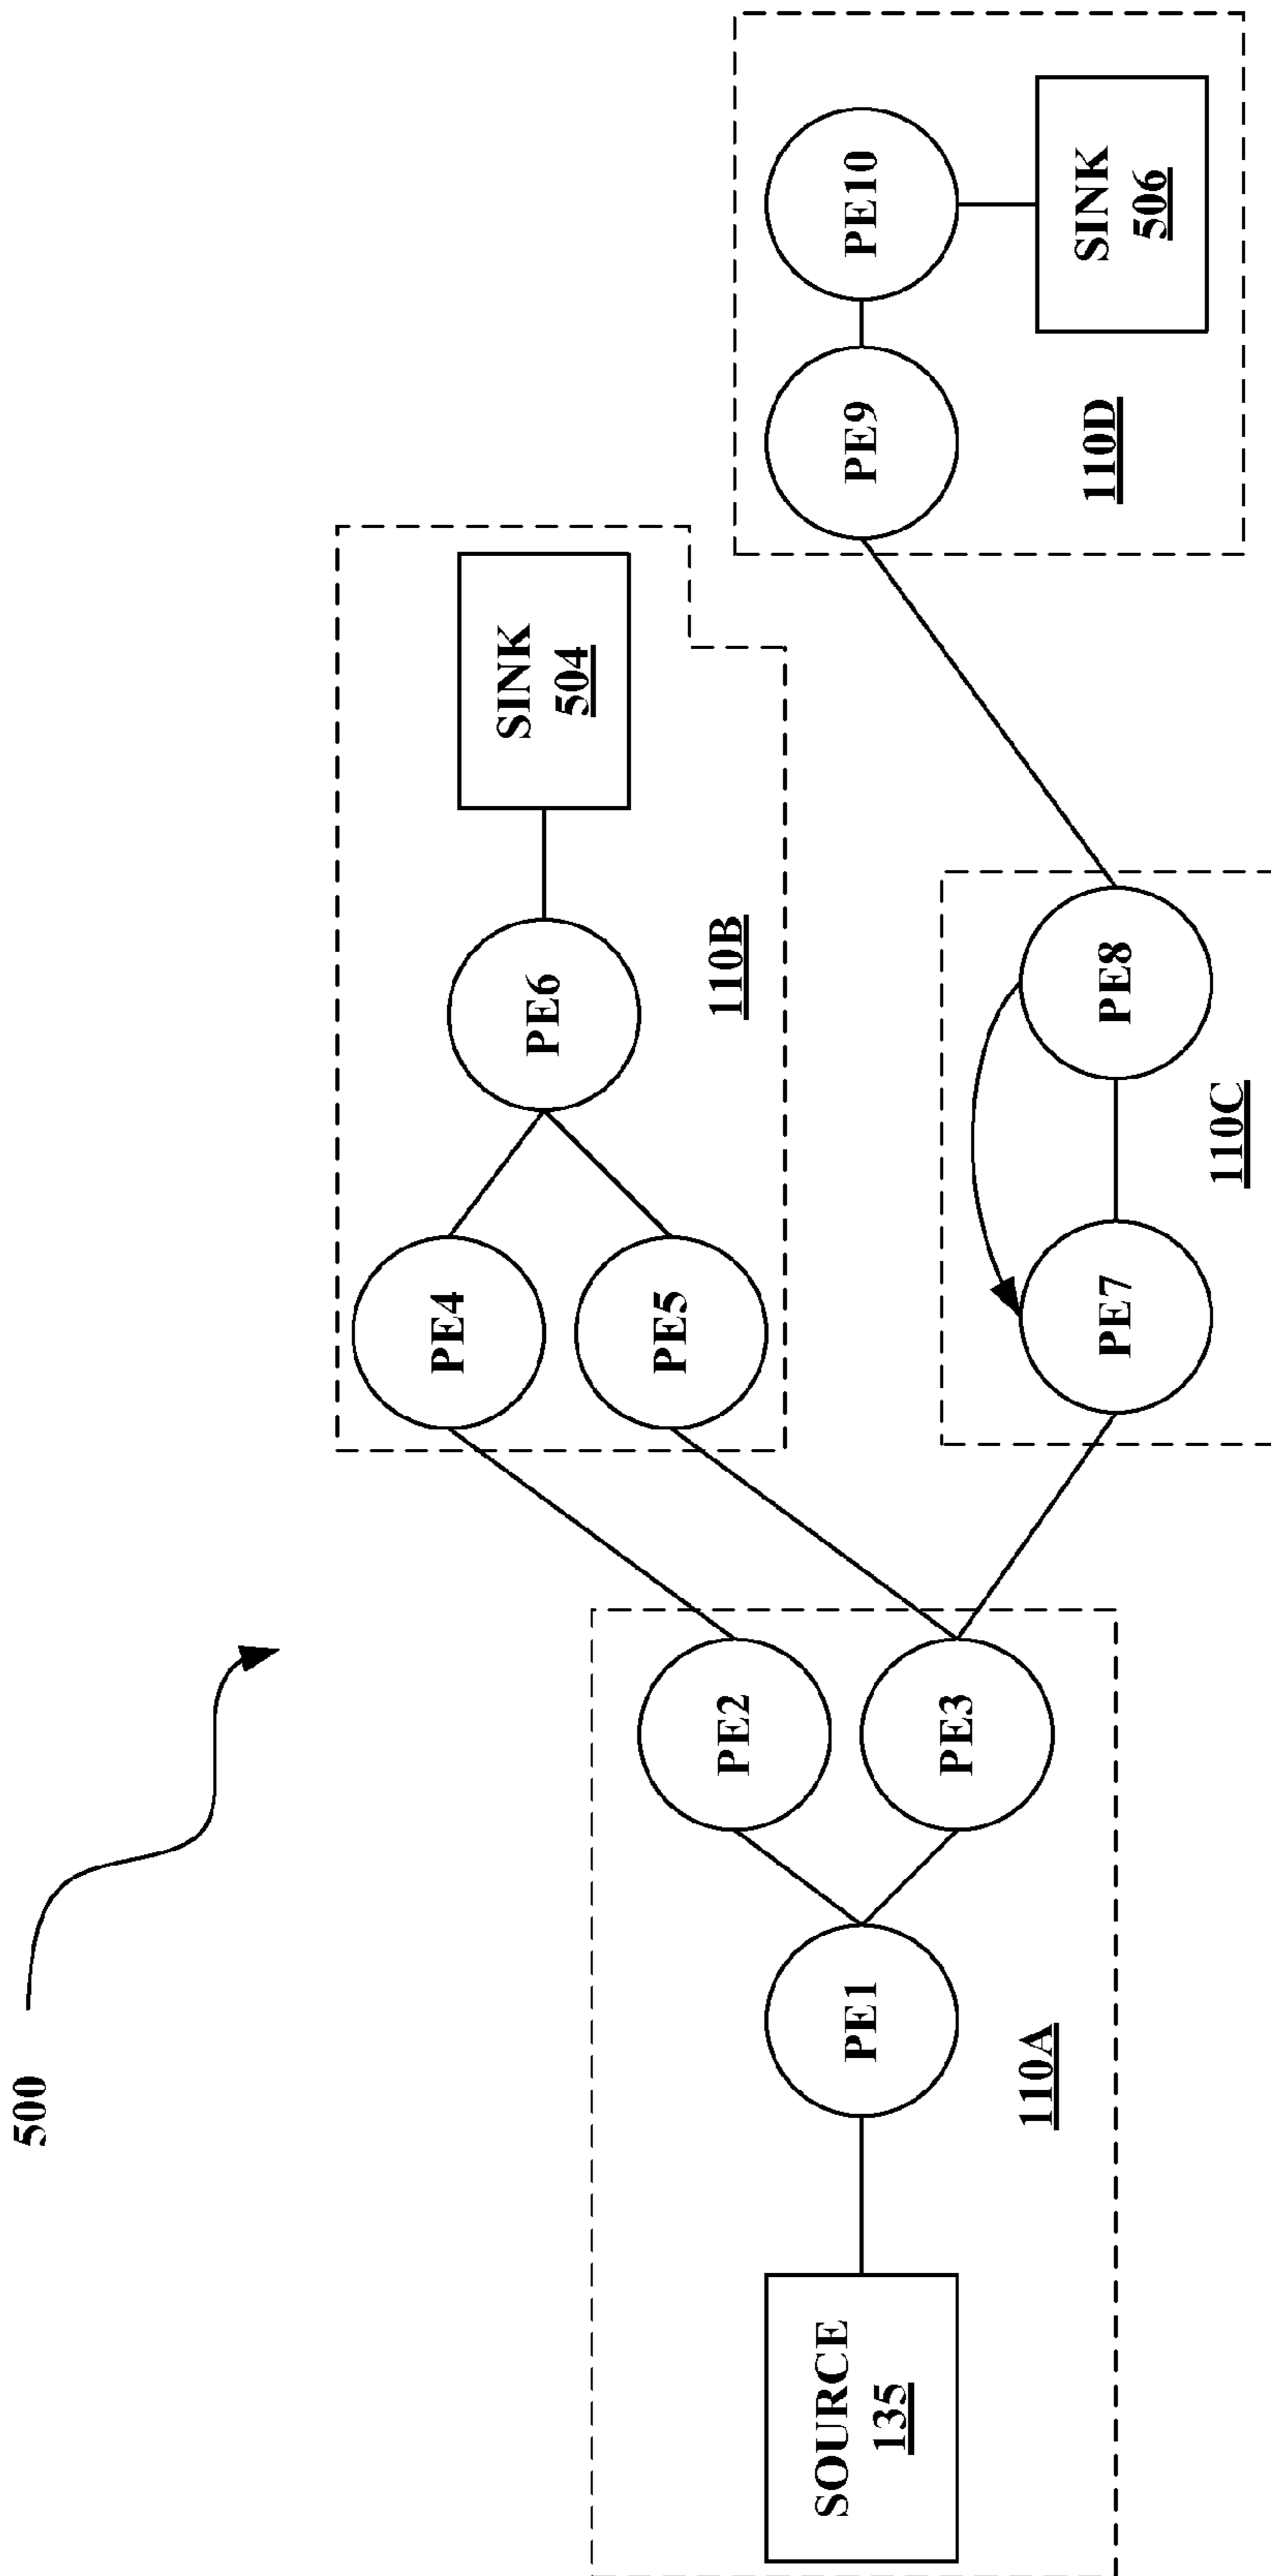 500
SOURCE
135
PE1
PE2
PE3
110A
PE4
PE5
PE6
SINK
504
110B
PE7
PE8
110C
PE9
PE10
SINK
506
110D